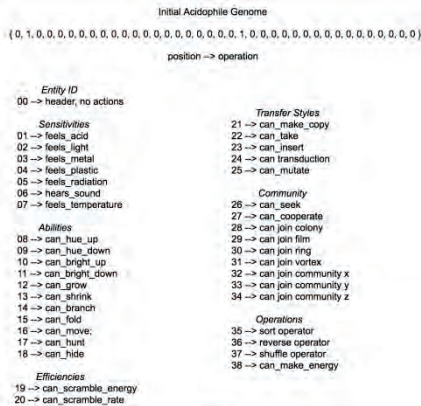 Initial Acidophile Genome
{ 0, 1, 0, 0, 0, 0, 0, 0, 0, 0, 0, 0, 0, 0, 0, 0, 0, 0, 0, 0, 0, 0, 1, 0, 0, 0, 0, 0, 0, 0, 0, 0, 0, 0, 0, 0, 0, 0, 0 }
position --> operation
Entity ID
00 --> header, no actions
Sensitivities
01 --> feels_acid
02 --> feels_light
03 --> feels_metal
04 --> feels_plastic
05 --> feels_radiation
06 --> hears_sound
07 --> feels_temperature
Abilities
08 --> can_hue_up
09 --> can_hue_down
10 --> can_bright_up
11 --> can_bright_down
12 --> can_grow
13 --> can_shrink
14 --> can_branch
15 --> can_fold
16 --> can_move;
17 --> can_hunt
18 --> can_hide
Efficiencies
19 --> can_scramble_energy
20 --> can_scramble_rate
Transfer Styles
21 --> can_make_copy
22 --> can_take
23 --> can_insert
24 --> can transduction
25 --> can_mutate
Community
26 --> can_seek
27 --> can_cooperate
28 --> can join colony
29 --> can join film
30 --> can join ring
31 --> can join vortex
32 --> can join community x
33 --> can join community y
34 --> can join community z
Operations
35 --> sort operator
36 --> reverse operator
37 --> shuffle operator
38 --> can_make_energy